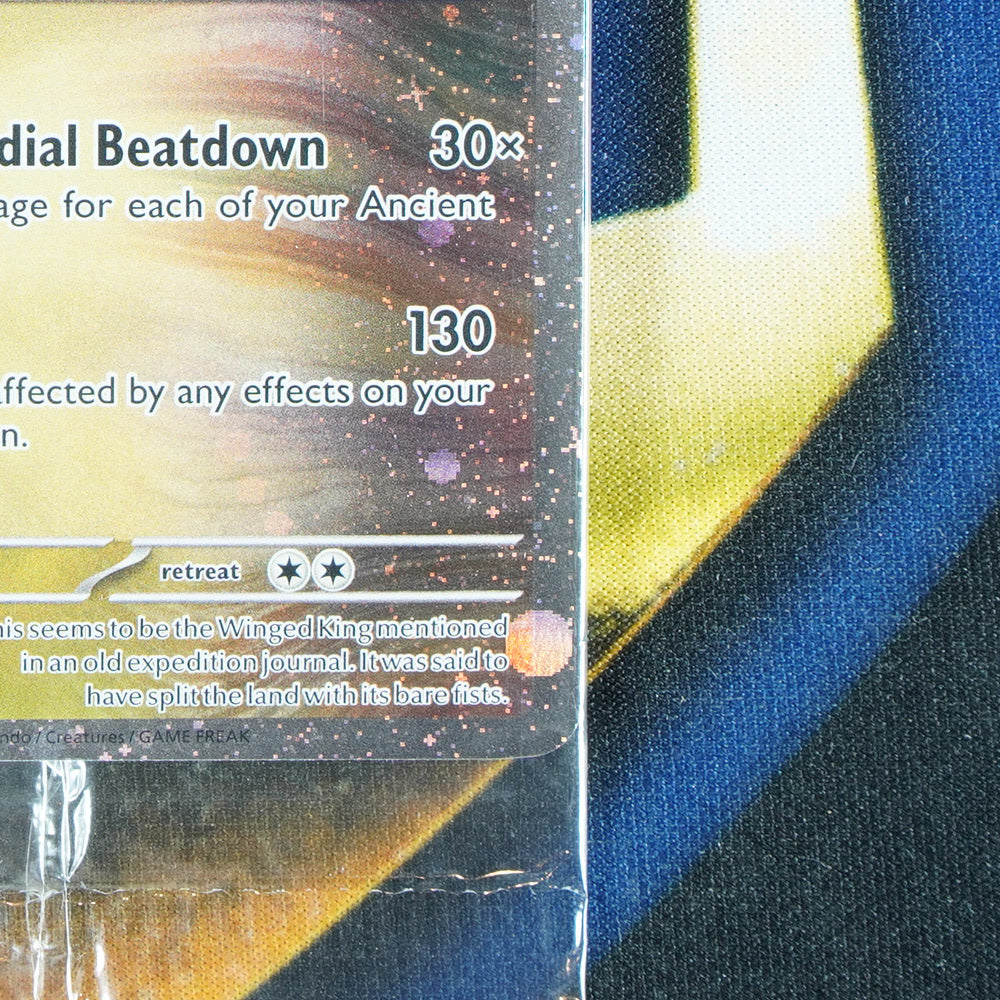 dial Beatdown 30×
age for each of your Ancient
130
affected by any effects on your
n.
retreat
his seems to be the Winged King mentioned
in an old expedition journal. It was said to
have split the land with its bare fists.
ndo / Creatures / GAME FREAK